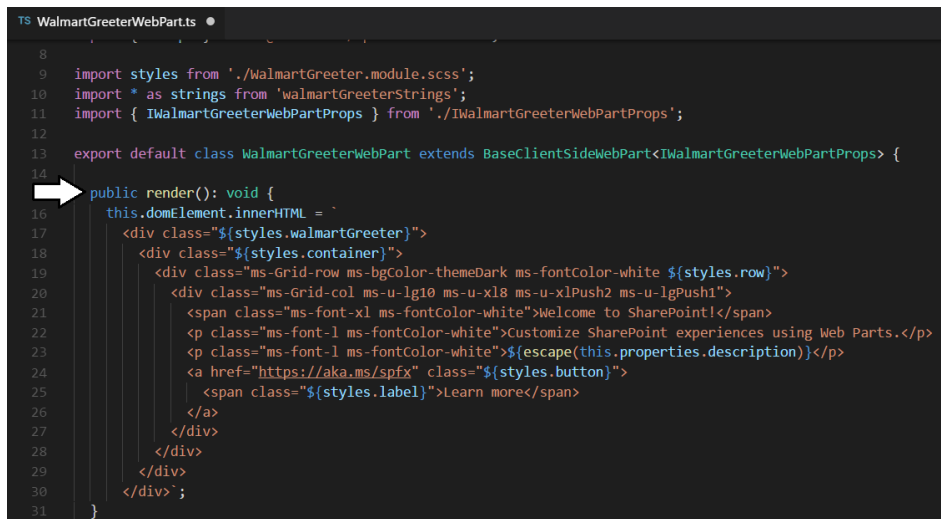 TS WalmartGreeterWebPart.ts
8
9 import styles from './WalmartGreeter.module.scss';
10 import * as strings from 'walmartGreeterStrings';
11 import { IWalmartGreeterWebPartProps } from './IWalmartGreeterWebPartProps';
12
13 export default class WalmartGreeterWebPart extends BaseClientSideWebPart<IWalmartGreeterWebPartProps> {
14
public render(): void {
16 this.domElement.innerHTML = `
17 <div class="${styles.walmartGreeter}">
18 <div class="${styles.container}">
19 <div class="ms-Grid-row ms-bgColor-themeDark ms-fontColor-white ${styles.row}">
20 <div class="ms-Grid-col ms-u-lg10 ms-u-xl8 ms-u-xlPush2 ms-u-lgPush1">
21 <span class="ms-font-xl ms-fontColor-white">Welcome to SharePoint!</span>
22 <p class="ms-font-l ms-fontColor-white">Customize SharePoint experiences using Web Parts.</p>
23 <p class="ms-font-l ms-fontColor-white">${escape(this.properties.description)}</p>
24 <a href="https://aka.ms/spfx" class="${styles.button}">
25 <span class="${styles.label}">Learn more</span>
26 </a>
27 </div>
28 </div>
29 </div>
30 </div>`;
31 }